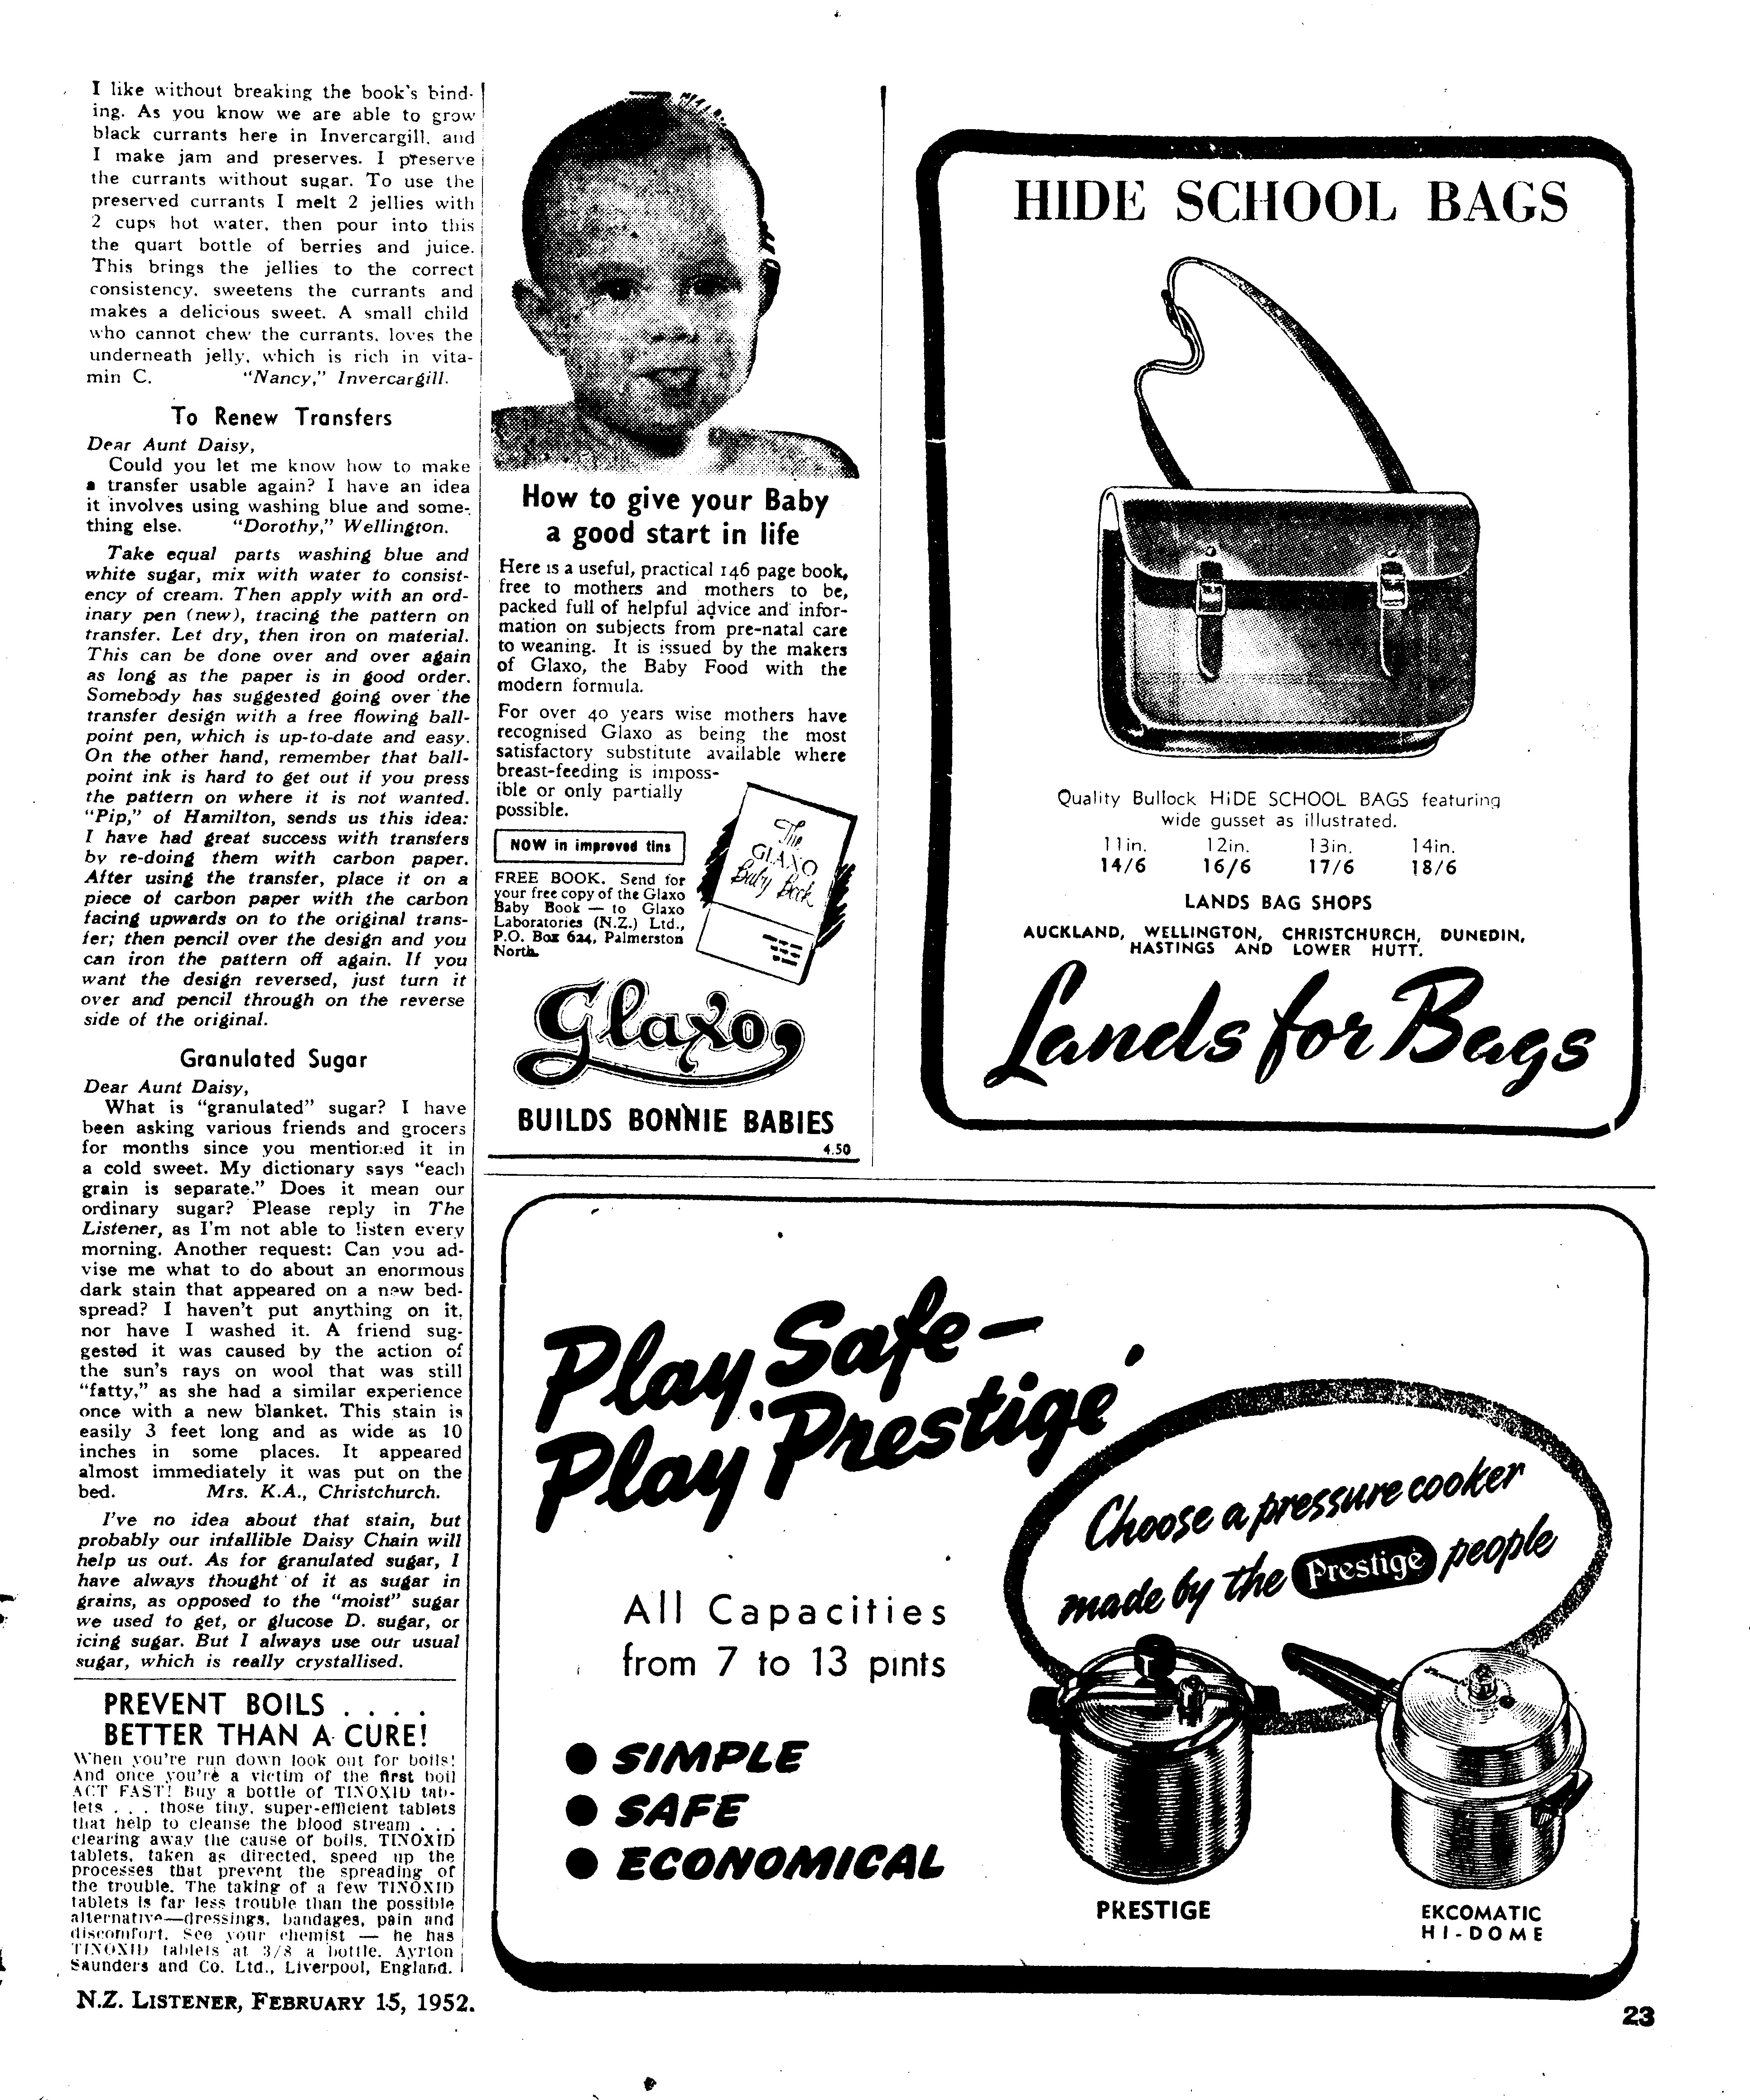 I like without breaking the book's bind-
ing. As you know we are able to grow
black currants here in Invercargill, and
I make jam and preserves. I preserve
the currants without sugar. To use the
preserved currants I melt 2 jellies with
2 cups hot water, then pour into this
the quart bottle of berries and juice.
This brings the jellies to the correct
consistency, sweetens the currants and
makes a delicious sweet. A small child
who cannot chew the currants, loves the
underneath jelly, which is rich in vita-
min C. "Nancy," Invercargill.
To Renew Transfers
Dear Aunt Daisy,
Could you let me know how to make
a transfer usable again? I have an idea
it involves using washing blue and some-
thing else. "Dorothy," Wellington.
Take equal parts washing blue and
white sugar, mix with water to consist-
ency of cream. Then apply with an ord-
inary pen (new), tracing the pattern on
transfer. Let dry, then iron on material.
This can be done over and over again
as long as the paper is in good order.
Somebody has suggested going over the
transfer design with a free flowing ball-
point pen, which is up-to-date and easy.
On the other hand, remember that ball-
point ink is hard to get out if you press
the pattern on where it is not wanted.
"Pip," of Hamilton, sends us this idea:
I have had great success with transfers
by re-doing them with carbon paper.
After using the transfer, place it on a
piece of carbon paper with the carbon
facing upwards on to the original trans-
fer; then pencil over the design and you
can iron the pattern off again. If you
want the design reversed, just turn it
over and pencil through on the reverse
side of the original.
Granulated Sugar
Dear Aunt Daisy,
What is "granulated" sugar? I have
been asking various friends and grocers
for months since you mentioned it in
a cold sweet. My dictionary says "each
grain is separate." Does it mean our
ordinary sugar? Please reply in The
Listener, as I'm not able to listen every
morning. Another request: Can you ad-
vise me what to do about an enormous
dark stain that appeared on a new bed-
spread? I haven't put anything on it,
nor have I washed it. A friend sug-
gested it was caused by the action of
the sun's rays on wool that was still
"fatty," as she had a similar experience
once with a new blanket. This stain is
easily 3 feet long and as wide as 10
inches in some places. It appeared
almost immediately it was put on the
bed. Mrs. K.A., Christchurch.
I've no idea about that stain, but
probably our infallible Daisy Chain will
help us out. As for granulated sugar, I
have always thought of it as sugar in
grains, as opposed to the "moist" sugar
we used to get, or glucose D. sugar, or
icing sugar. But I always use our usual
sugar, which is really crystallised.
PREVENT BOILS . . . .
BETTER THAN A CURE!
When you're run down look out for boils!
And once you're a victim of the first boil
ACT FAST! Buy a bottle of TINOXID tab-
lets . . . those tiny, super-efficient tablets
that help to cleanse the blood stream . . .
clearing away the cause of boils. TINOXID
tablets, taken as directed, speed up the
processes that prevent the spreading of
the trouble. The taking of a few TINOXID
tablets is far less trouble than the possible
alternative—dressings, bandages, pain and
discomfort. See your chemist — he has
TINOXID tablets at 3/8 a bottle. Ayrton
Saunders and Co. Ltd., Liverpool, England.
How to give your Baby
a good start in life
Here is a useful, practical 146 page book,
free to mothers and mothers to be,
packed full of helpful advice and infor-
mation on subjects from pre-natal care
to weaning. It is issued by the makers
of Glaxo, the Baby Food with the
modern formula.
For over 40 years wise mothers have
recognised Glaxo as being the most
satisfactory substitute available where
breast-feeding is imposs-
ible or only partially
possible.
NOW in improved tins
FREE BOOK. Send for
your free copy of the Glaxo
Baby Book — to Glaxo
Laboratories (N.Z.) Ltd.,
P.O. Box 624, Palmerston
North.
The
GLAXO
Baby Book
Glaxo
BUILDS BONNIE BABIES
4.50
HIDE SCHOOL BAGS
Quality Bullock HiDE SCHOOL BAGS featuring
wide gusset as illustrated.
11in. 12in. 13in. 14in.
14/6 16/6 17/6 18/6
LANDS BAG SHOPS
AUCKLAND, WELLINGTON, CHRISTCHURCH, DUNEDIN,
HASTINGS AND LOWER HUTT.
Lands for Bags
Play Safe—
Play Prestige
Choose a pressure cooker
made by the Prestige people
All Capacities
from 7 to 13 pints
● SIMPLE
● SAFE
● ECONOMICAL
PRESTIGE
EKCOMATIC
HI-DOME
N.Z. LISTENER, FEBRUARY 15, 1952.
23